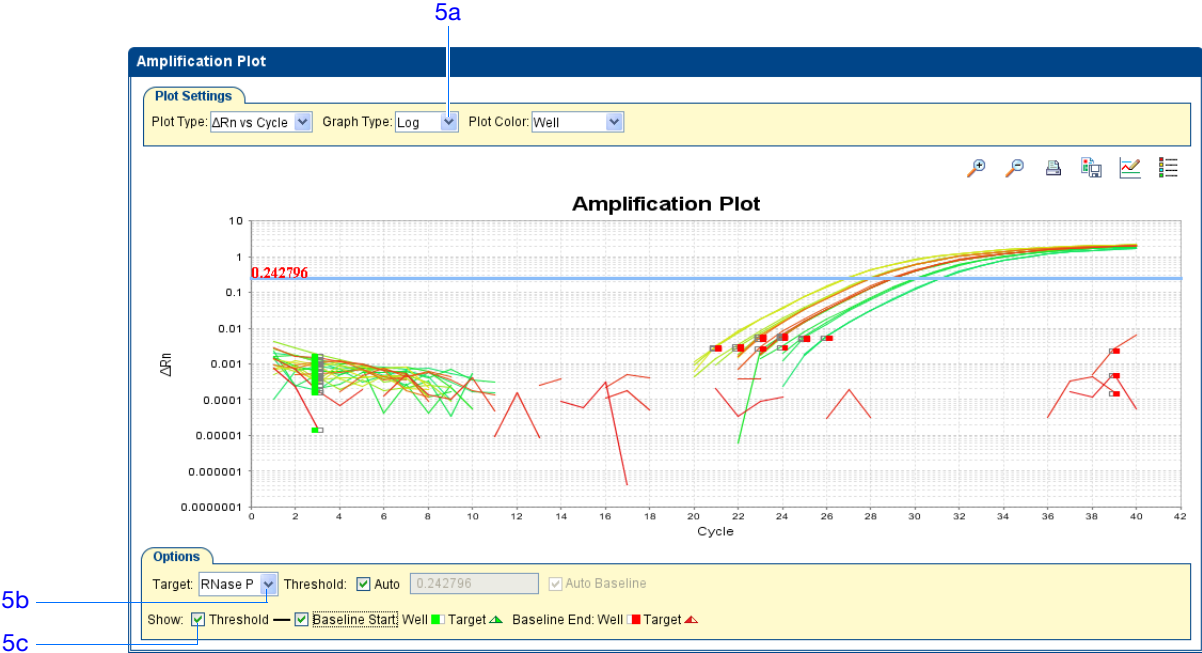 5a
Amplification Plot
Plot Settings
Plot Type: ΔRn vs Cycle Graph Type: Log Plot Color: Well
Amplification Plot
10
1
0.242796
0.1
0.01
0.001
0.0001
0.00001
0.000001
0.0000001
ΔRn
0 2 4 6 8 10 12 14 16 18 20 22 24 26 28 30 32 34 36 38 40 42
Cycle
Options
Target: RNase P Threshold: Auto 0.242796 Auto Baseline
5b
Show: Threshold Baseline Start: Well Target Baseline End: Well Target
5c